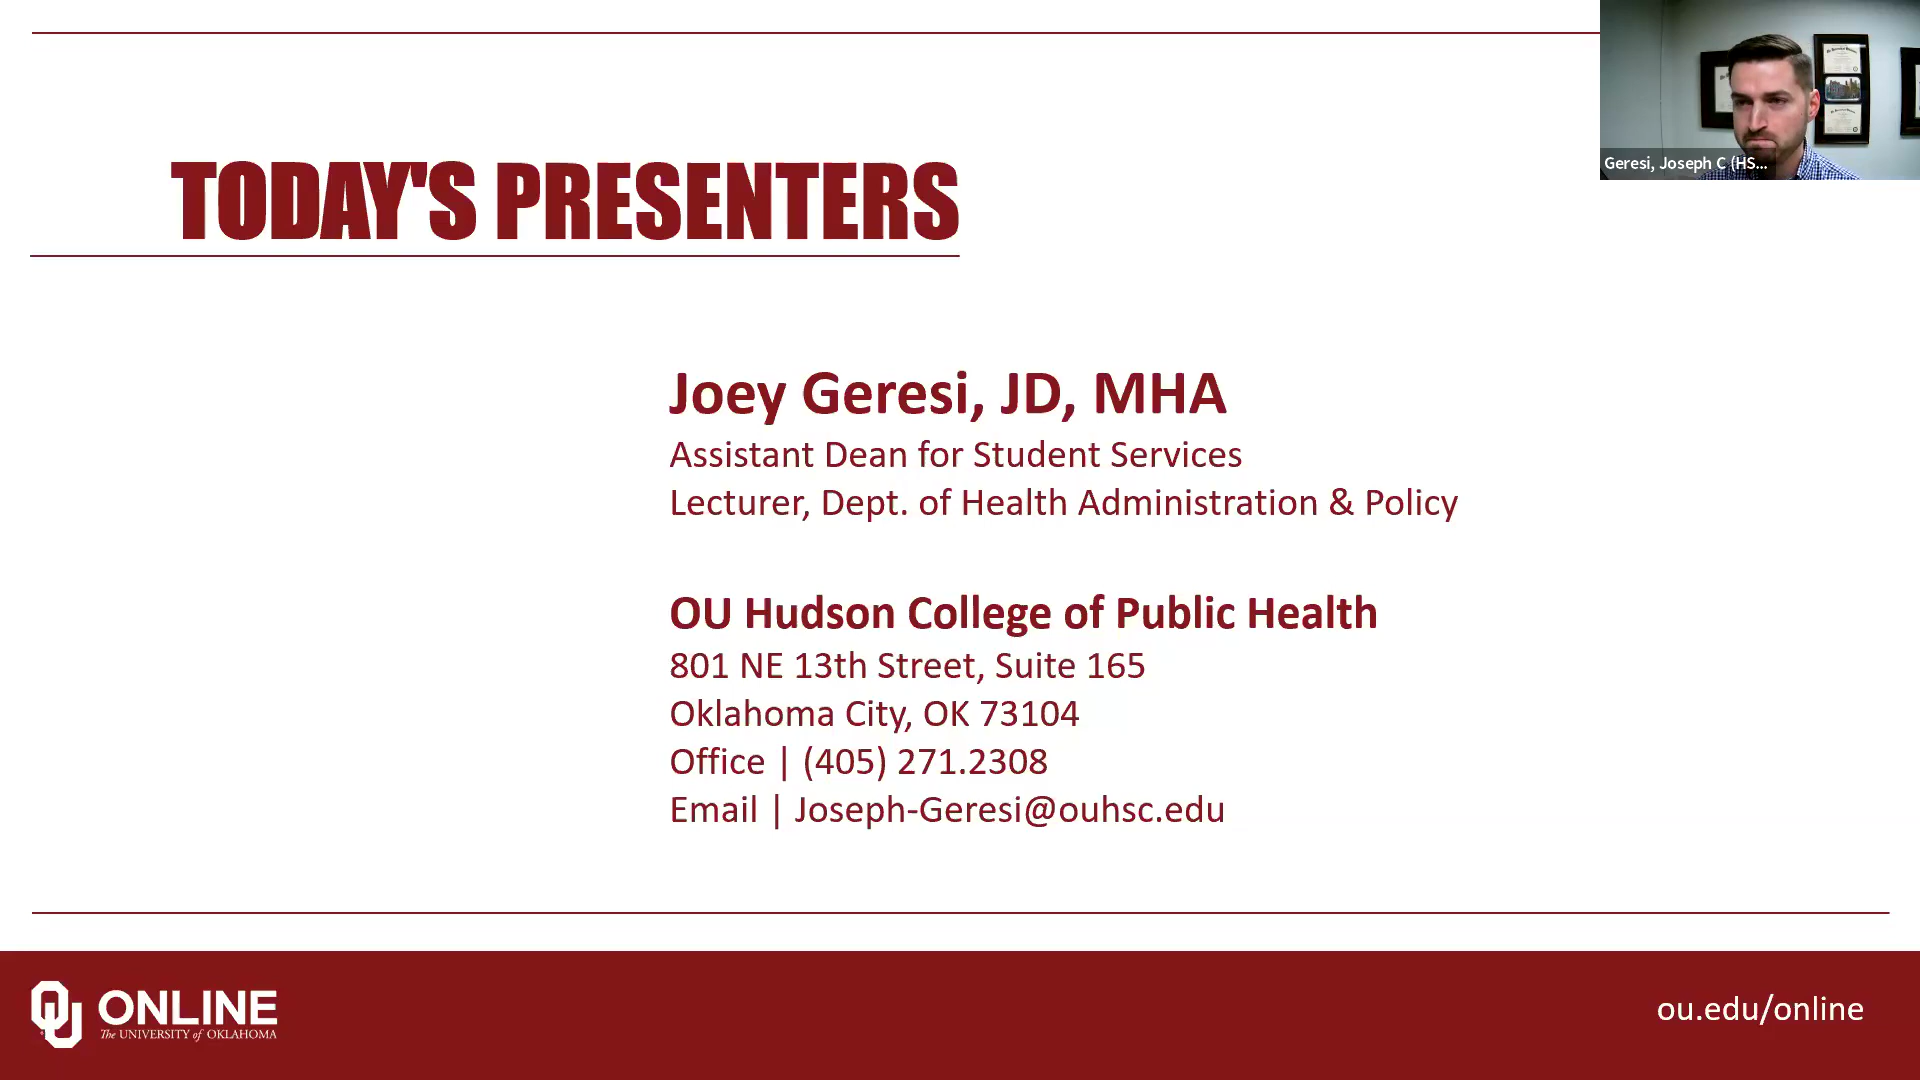 TODAY'S PRESENTERS
Geresi, Joseph C (HS...
Joey Geresi, JD, MHA
Assistant Dean for Student Services
Lecturer, Dept. of Health Administration & Policy
OU Hudson College of Public Health
801 NE 13th Street, Suite 165
Oklahoma City, OK 73104
Office | (405) 271.2308
Email | Joseph-Geresi@ouhsc.edu
OU ONLINE
The UNIVERSITY of OKLAHOMA
ou.edu/online